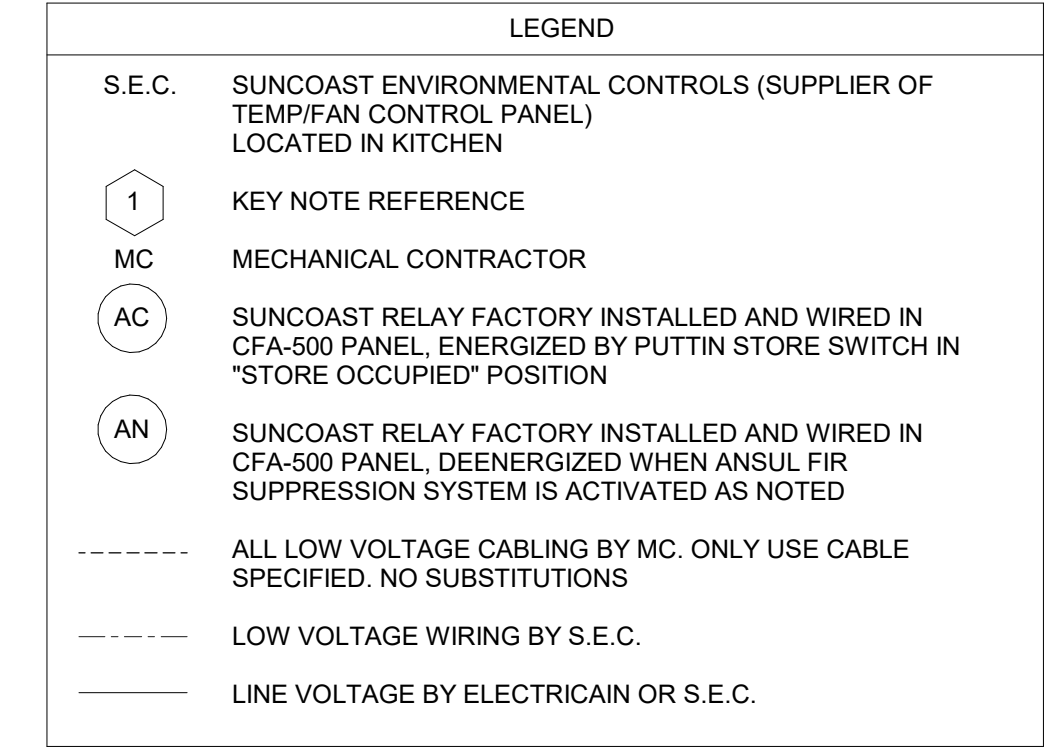 LEGEND
S.E.C. SUNCOAST ENVIRONMENTAL CONTROLS (SUPPLIER OF
TEMP/FAN CONTROL PANEL)
LOCATED IN KITCHEN
1 KEY NOTE REFERENCE
MC MECHANICAL CONTRACTOR
AC SUNCOAST RELAY FACTORY INSTALLED AND WIRED IN
CFA-500 PANEL, ENERGIZED BY PUTTIN STORE SWITCH IN
"STORE OCCUPIED" POSITION
AN SUNCOAST RELAY FACTORY INSTALLED AND WIRED IN
CFA-500 PANEL, DEENERGIZED WHEN ANSUL FIR
SUPPRESSION SYSTEM IS ACTIVATED AS NOTED
ALL LOW VOLTAGE CABLING BY MC. ONLY USE CABLE
SPECIFIED. NO SUBSTITUTIONS
LOW VOLTAGE WIRING BY S.E.C.
LINE VOLTAGE BY ELECTRICAIN OR S.E.C.